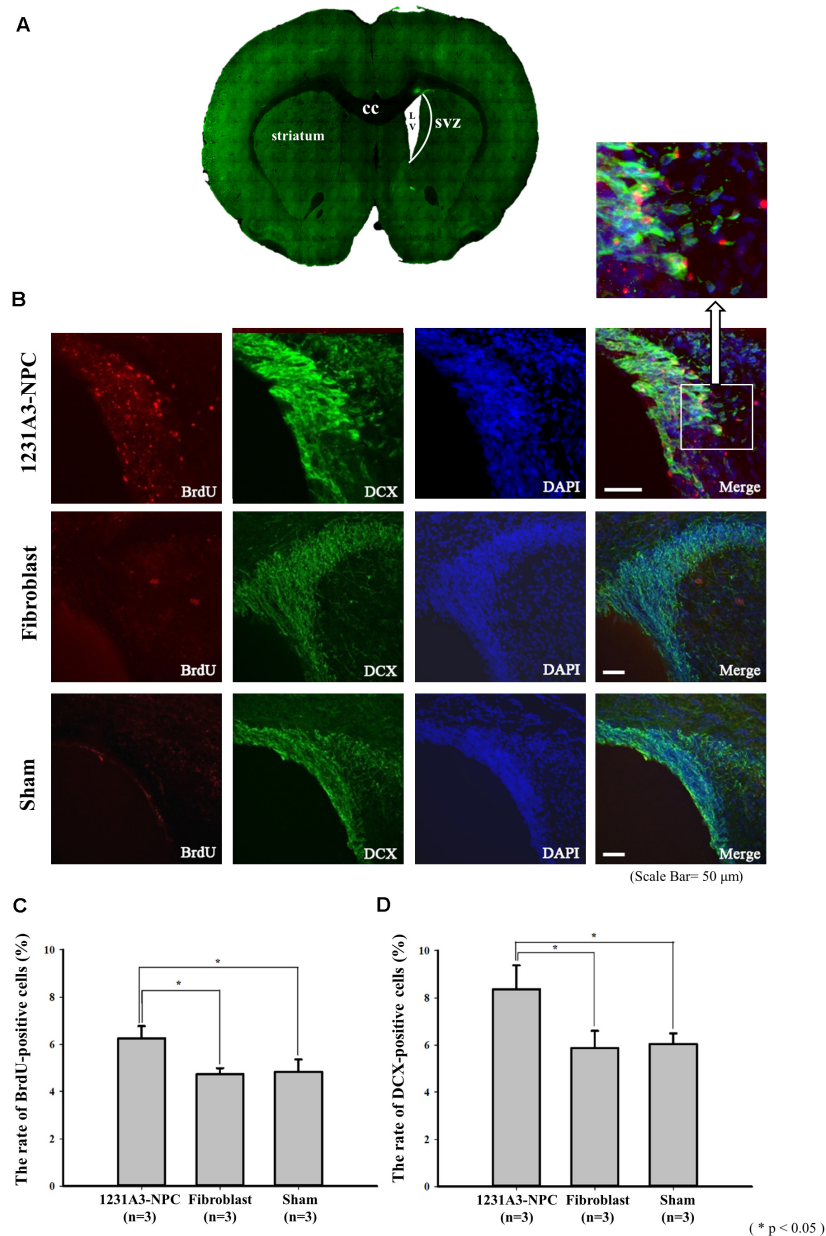 A
cc
LV
svz
striatum
B
1231A3-NPC
BrdU
DCX
DAPI
Merge
Fibroblast
BrdU
DCX
DAPI
Merge
Sham
BrdU
DCX
DAPI
Merge
(Scale Bar= 50 μm)
C
The rate of BrdU-positive cells (%)
10
8
6
4
2
0
*
*
1231A3-NPC
(n=3)
Fibroblast
(n=3)
Sham
(n=3)
D
The rate of DCX-positive cells (%)
10
8
6
4
2
0
*
*
1231A3-NPC
(n=3)
Fibroblast
(n=3)
Sham
(n=3)
( * p < 0.05 )